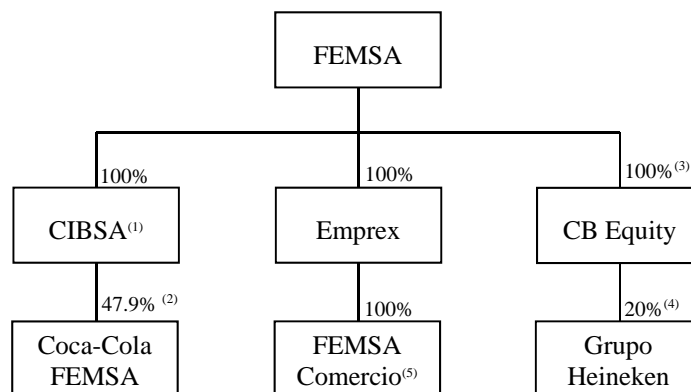 FEMSA
100%
100%
100%(3)
CIBSA(1)
Emprex
CB Equity
47.9% (2)
100%
20%(4)
Coca-Cola
FEMSA
FEMSA
Comercio(5)
Grupo
Heineken